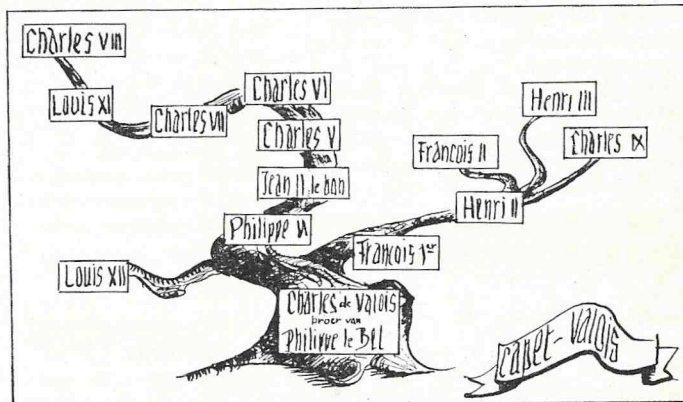 Charles VIII
Louis XI
Charles VII
Charles VI
Charles V
Jean II, le bon
Philippe VI
Louis XII
François 1er
Henri II
François II
Henri III
Charles IX
Charles de Valois
broer van
Philippe le Bel
capet-valois